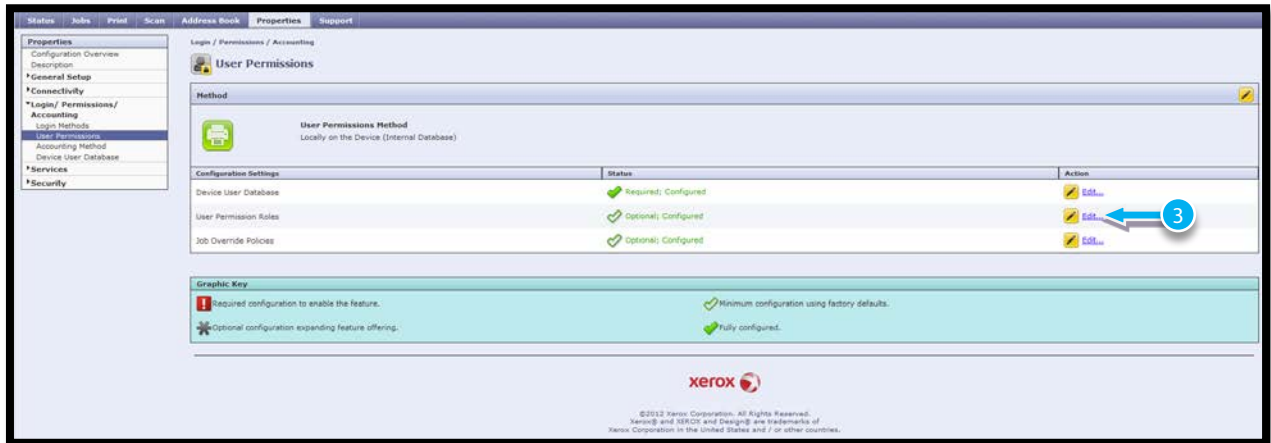 Status Jobs Print Scan Address Book Properties Support
Properties
Configuration Overview
Description
General Setup
Connectivity
Login/ Permissions/
Accounting
Login Methods
User Permissions
Accounting Method
Device User Database
Services
Security
Login / Permissions / Accounting
User Permissions
Method
User Permissions Method
Locally on the Device (Internal Database)
Configuration Settings Status Action
Device User Database Required; Configured Edit...
User Permission Roles Optional; Configured Edit... 3
Job Override Policies Optional; Configured Edit...
Graphic Key
Required configuration to enable the feature. Minimum configuration using factory defaults.
Optional configuration expanding feature offering. Fully configured.
xerox
©2012 Xerox Corporation. All Rights Reserved.
Xerox® and XEROX and Design® are trademarks of
Xerox Corporation in the United States and / or other countries.